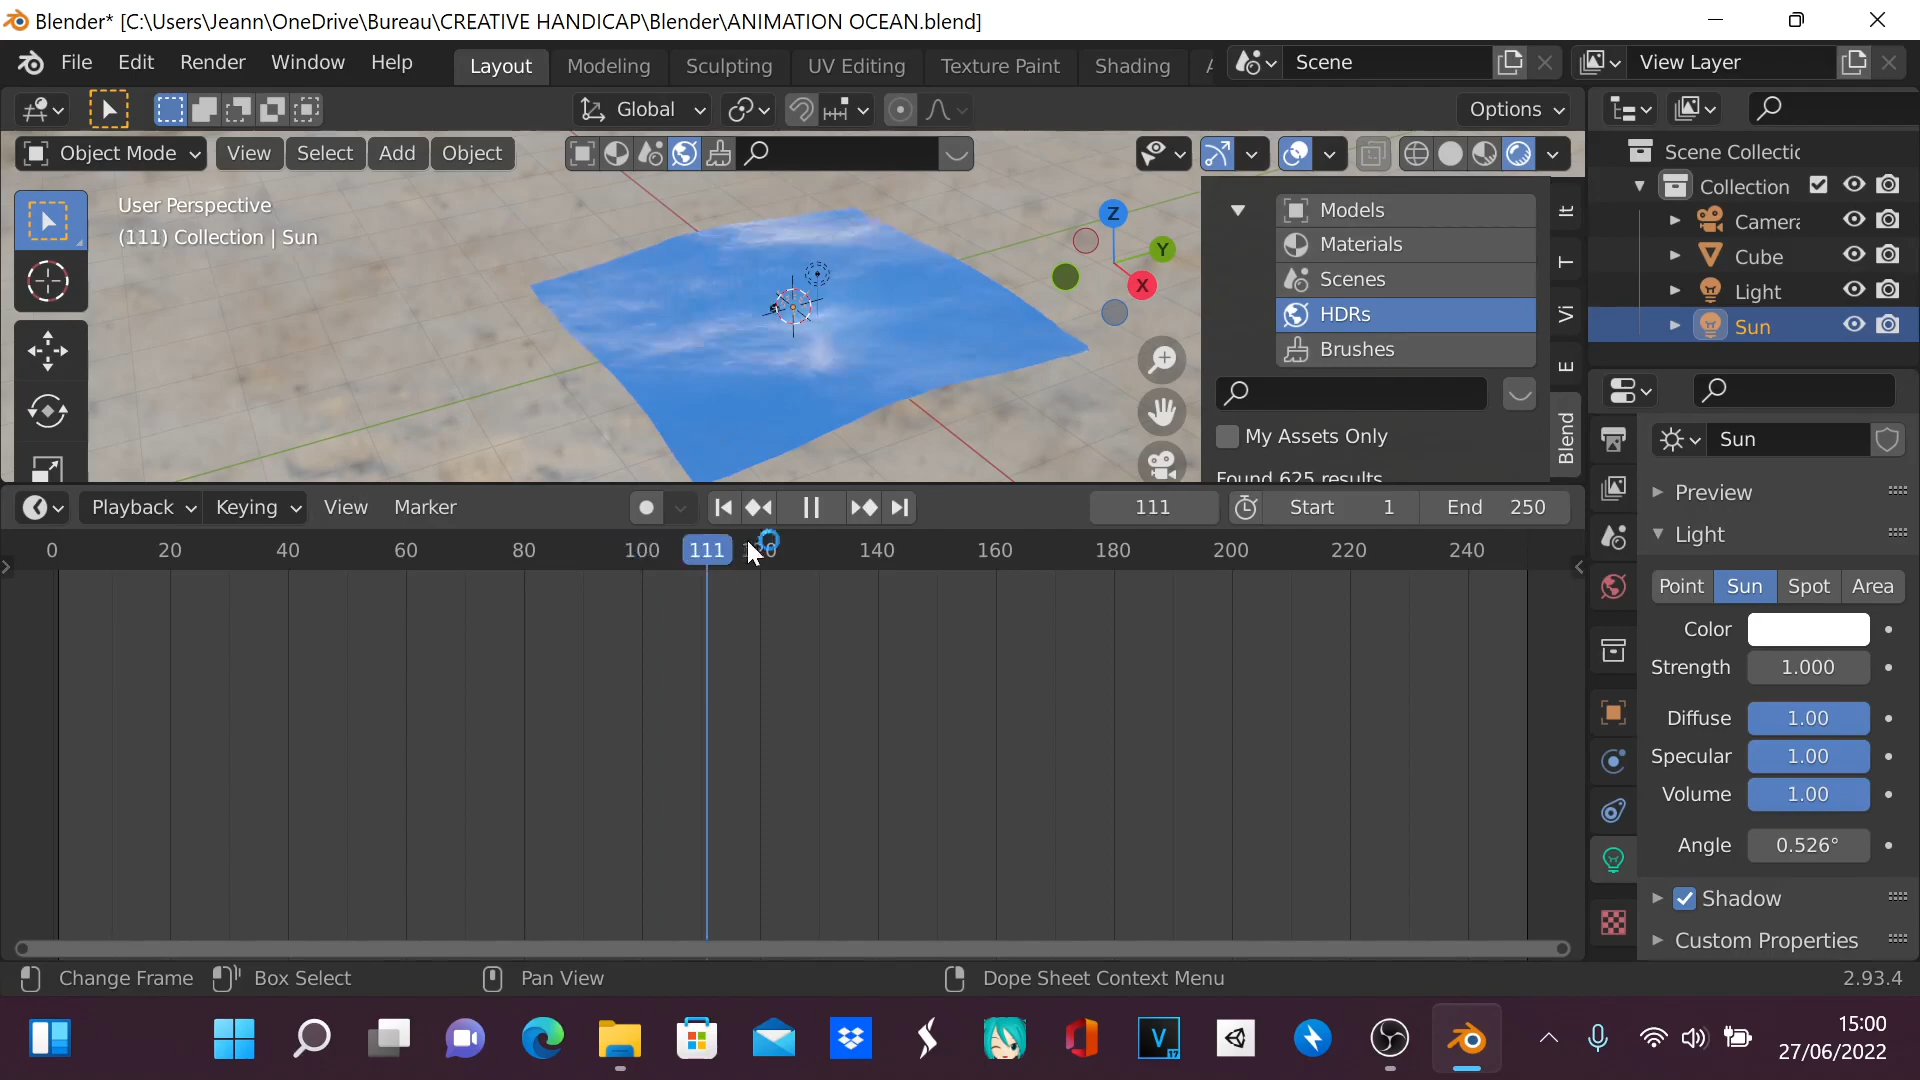 Blender* [C:\Users\Jeann\OneDrive\Bureau\CREATIVE HANDICAP\Blender\ANIMATION OCEAN.blend]
File Edit Render Window Help Layout Modeling Sculpting UV Editing Texture Paint Shading Scene View Layer
Global Options
Object Mode View Select Add Object
Scene Collectic
Collection
Camera
Cube
Light
Sun
User Perspective
(111) Collection | Sun
Z
Y
X
Models
Materials
Scenes
HDRs
Brushes
My Assets Only
Found 625 results
It
T
Vi
E
Blend
Sun
Preview
Light
Point Sun Spot Area
Color
Strength 1.000
Diffuse 1.00
Specular 1.00
Volume 1.00
Angle 0.526°
Shadow
Custom Properties
Playback Keying View Marker 111 Start 1 End 250
0 20 40 60 80 100 111 120 140 160 180 200 220 240
Change Frame Box Select Pan View Dope Sheet Context Menu 2.93.4
15:00
27/06/2022